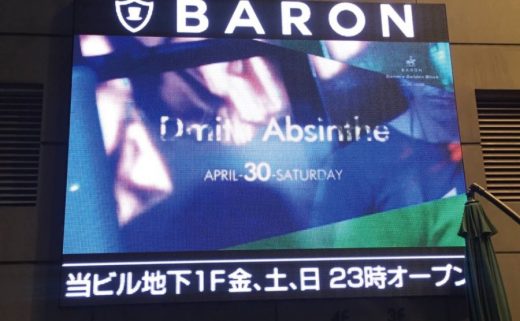 BARON
BARON
Dmitri Absinthe
APRIL-30-SATURDAY
当ビル地下1F金、土、日 23時オープン